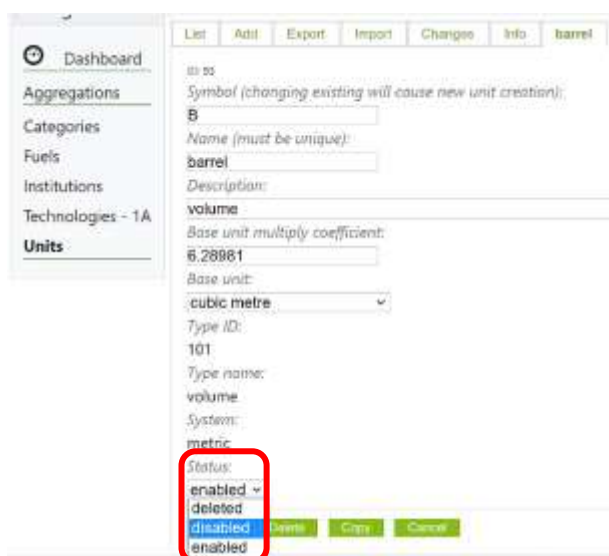 Dashboard
Aggregations
Categories
Fuels
Institutions
Technologies - 1A
Units
List Add Export Import Changes Info barrel
ID 55
Symbol (changing existing will cause new unit creation):
B
Name (must be unique):
barrel
Description:
volume
Base unit multiply coefficient:
6.28981
Base unit:
cubic metre
Type ID:
101
Type name:
volume
System:
metric
Status:
enabled
deleted
disabled
enabled
Delete Copy Cancel